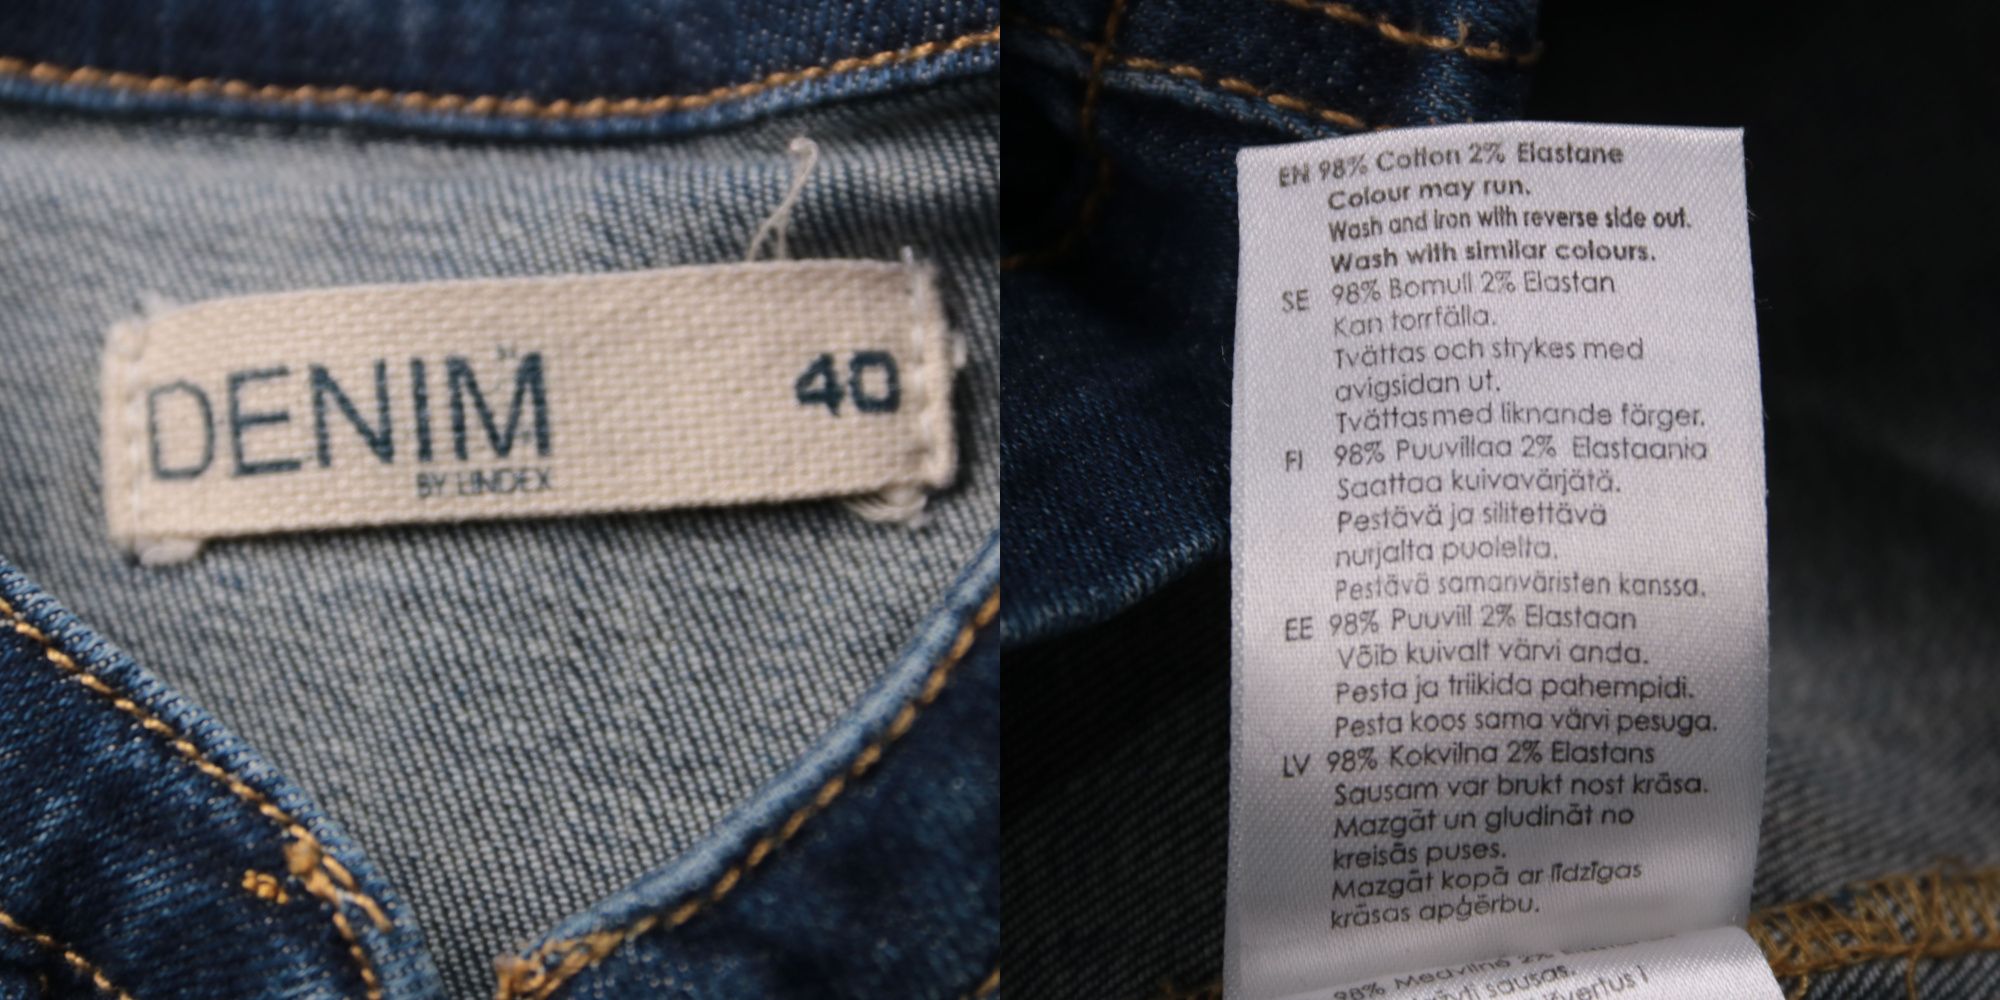 DENIM 40
BY LINDEX
EN 98% Cotton 2% Elastane
Colour may run.
Wash and iron with reverse side out.
Wash with similar colours.
SE 98% Bomull 2% Elastan
Kan torrfälla.
Tvättas och strykes med
avigsidan ut.
Tvättas med liknande färger.
FI 98% Puuvillaa 2% Elastaania
Saattaa kuivavärjätä.
Pestävä ja silitettävä
nurjalta puolelta.
Pestävä samanväristen kanssa.
EE 98% Puuvill 2% Elastaan
Võib kuivalt värvi anda.
Pesta ja triikida pahempidi.
Pesta koos sama värvi pesuga.
LV 98% Kokvilna 2% Elastans
Sausam var brukt nost krāsa.
Mazgāt un gludināt no
kreisās puses.
Mazgāt kopā ar līdzīgas
krāsas apģērbu.
98% Medvilnė 2%
sausas.